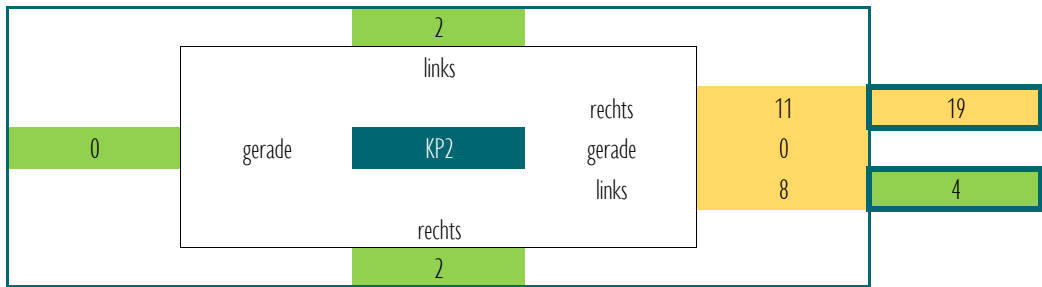 2
links
rechts 11 19
0 gerade KP2 gerade 0
links 8 4
rechts
2